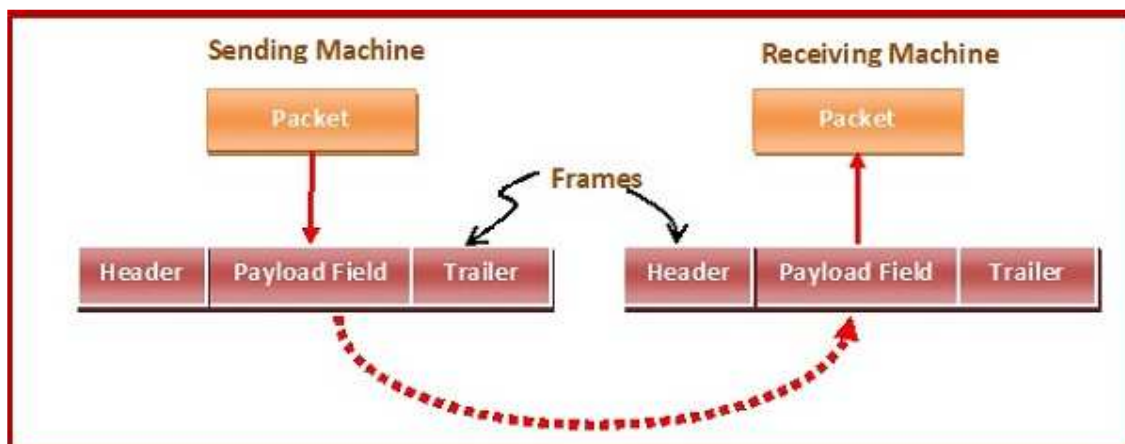 Sending Machine
Receiving Machine
Packet
Packet
Frames
Header Payload Field Trailer
Header Payload Field Trailer